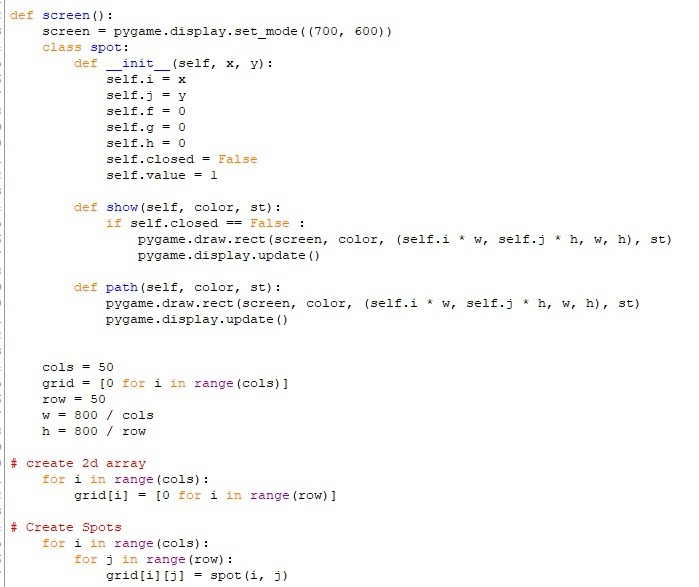 def screen():
    screen = pygame.display.set_mode((700, 600))
    class spot:
        def __init__(self, x, y):
            self.i = x
            self.j = y
            self.f = 0
            self.g = 0
            self.h = 0
            self.closed = False
            self.value = 1

        def show(self, color, st):
            if self.closed == False :
                pygame.draw.rect(screen, color, (self.i * w, self.j * h, w, h), st)
                pygame.display.update()

        def path(self, color, st):
            pygame.draw.rect(screen, color, (self.i * w, self.j * h, w, h), st)
            pygame.display.update()


    cols = 50
    grid = [0 for i in range(cols)]
    row = 50
    w = 800 / cols
    h = 800 / row

# create 2d array
    for i in range(cols):
        grid[i] = [0 for i in range(row)]

# Create Spots
    for i in range(cols):
        for j in range(row):
            grid[i][j] = spot(i, j)